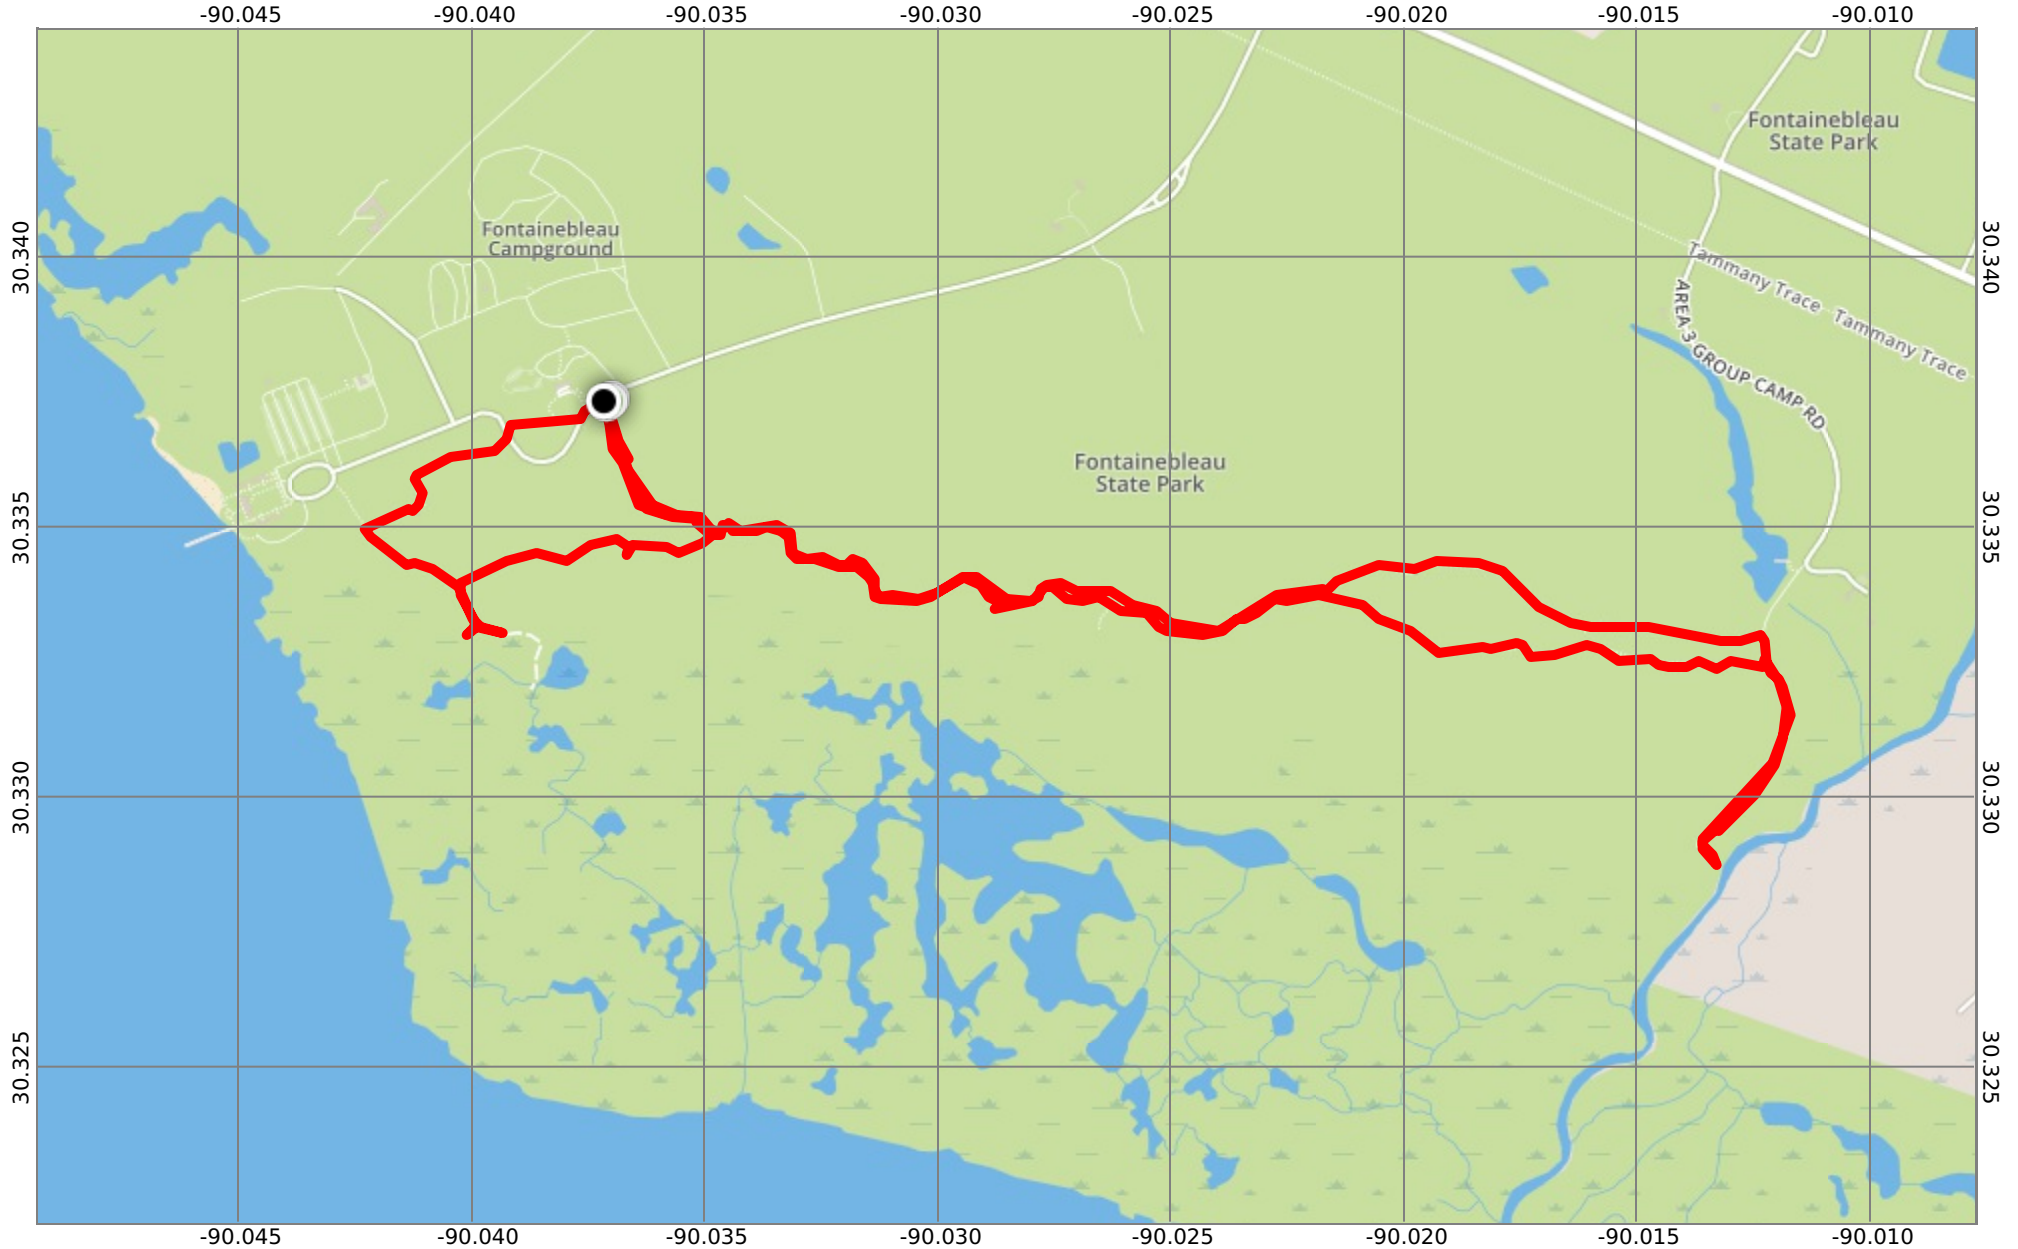 -90.045 -90.040 -90.035 -90.030 -90.025 -90.020 -90.015 -90.010
Fontainebleau
State Park
Fontainebleau
Campground
30.340
30.340
Tammany Trace
Tammany Trace
AREA 3 GROUP CAMP RD
Fontainebleau
State Park
30.335
30.335
30.330
30.330
30.325
30.325
-90.045 -90.040 -90.035 -90.030 -90.025 -90.020 -90.015 -90.010